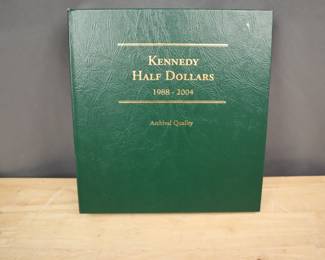 Kennedy
Half Dollars
1988 - 2004
Archival Quality